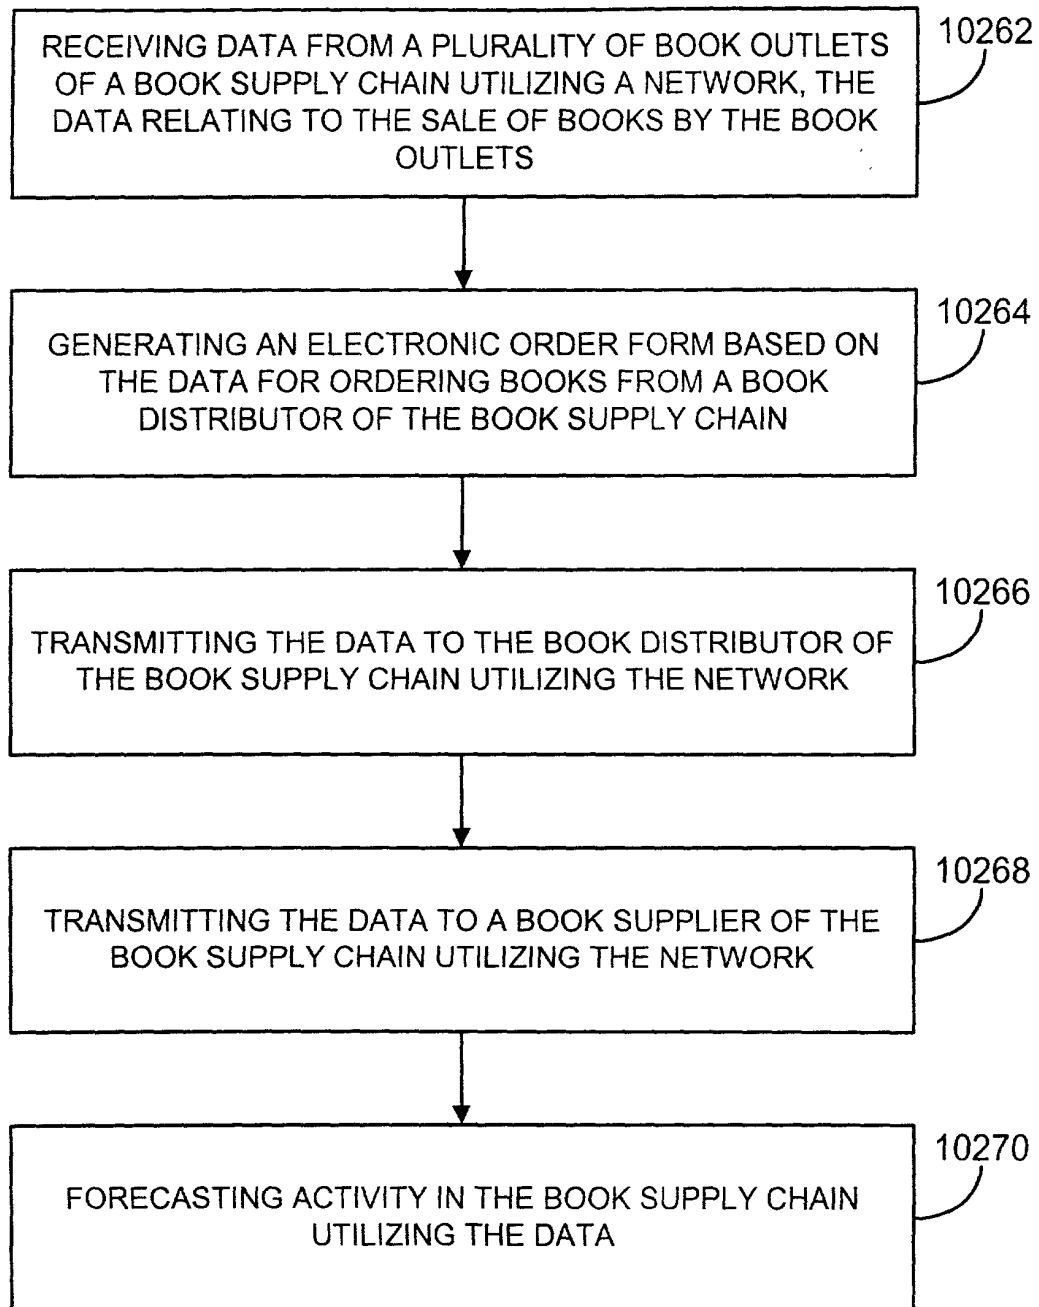 10262
RECEIVING DATA FROM A PLURALITY OF BOOK OUTLETS
OF A BOOK SUPPLY CHAIN UTILIZING A NETWORK, THE
DATA RELATING TO THE SALE OF BOOKS BY THE BOOK
OUTLETS
10264
GENERATING AN ELECTRONIC ORDER FORM BASED ON
THE DATA FOR ORDERING BOOKS FROM A BOOK
DISTRIBUTOR OF THE BOOK SUPPLY CHAIN
10266
TRANSMITTING THE DATA TO THE BOOK DISTRIBUTOR OF
THE BOOK SUPPLY CHAIN UTILIZING THE NETWORK
10268
TRANSMITTING THE DATA TO A BOOK SUPPLIER OF THE
BOOK SUPPLY CHAIN UTILIZING THE NETWORK
10270
FORECASTING ACTIVITY IN THE BOOK SUPPLY CHAIN
UTILIZING THE DATA